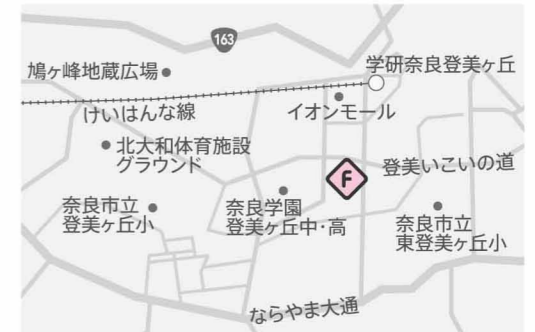 163
鳩ヶ峰地蔵広場
学研奈良登美ヶ丘
けいはんな線
イオンモール
北大和体育施設
グラウンド
登美いこいの道
F
奈良市立
登美ヶ丘小
奈良学園
登美ヶ丘中・高
奈良市立
東登美ヶ丘小
ならやま大通